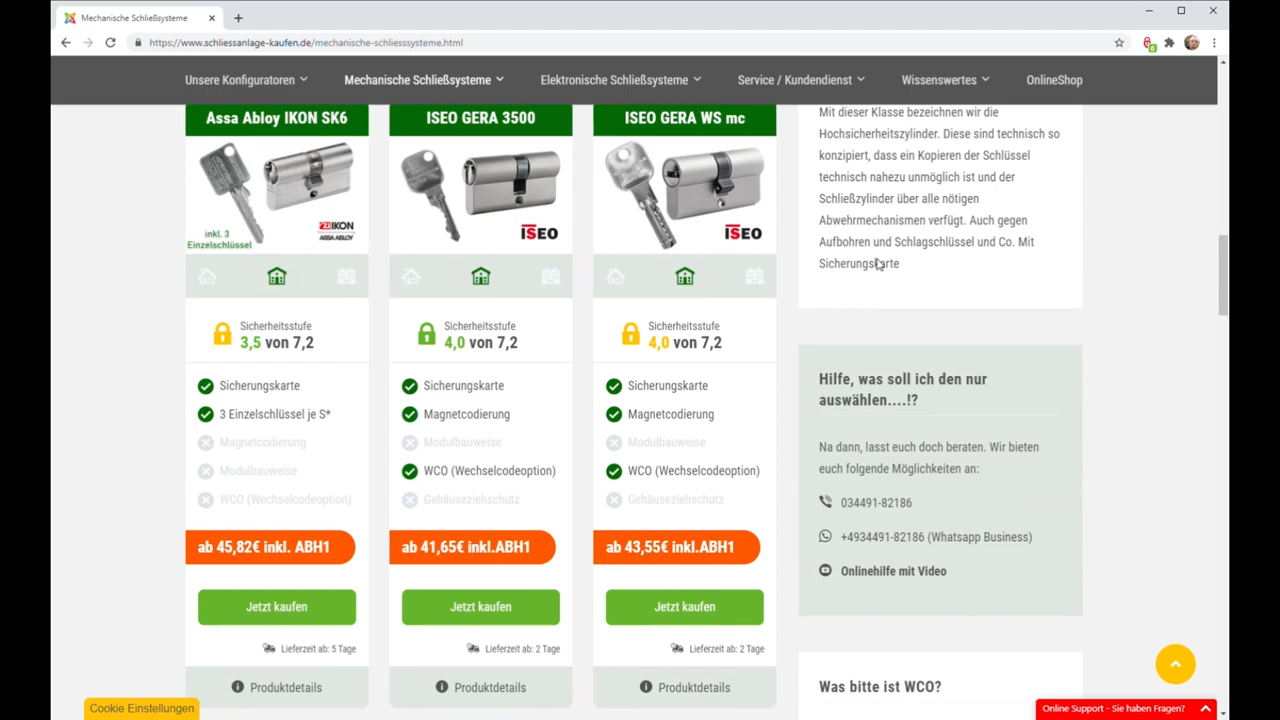 Mechanische Schließsysteme
https://www.schliessanlage-kaufen.de/mechanische-schliesssysteme.html
Unsere Konfiguratoren
Mechanische Schließsysteme
Elektronische Schließsysteme
Service / Kundendienst
Wissenswertes
OnlineShop
Assa Abloy IKON SK6
inkl. 3
Einzelschlüssel
IKON
ASSA ABLOY
Sicherheitsstufe
3,5 von 7,2
Sicherungskarte
3 Einzelschlüssel je S*
Magnetcodierung
Modulbauweise
WCO (Wechselcodeoption)
ab 45,82€ inkl. ABH1
Jetzt kaufen
Lieferzeit ab: 5 Tage
Produktdetails
ISEO GERA 3500
ISEO
Sicherheitsstufe
4,0 von 7,2
Sicherungskarte
Magnetcodierung
Modulbauweise
WCO (Wechselcodeoption)
Gehäuseziehschutz
ab 41,65€ inkl.ABH1
Jetzt kaufen
Lieferzeit ab: 2 Tage
Produktdetails
ISEO GERA WS mc
ISEO
Sicherheitsstufe
4,0 von 7,2
Sicherungskarte
Magnetcodierung
Modulbauweise
WCO (Wechselcodeoption)
Gehäuseziehschutz
ab 43,55€ inkl.ABH1
Jetzt kaufen
Lieferzeit ab: 2 Tage
Produktdetails
Mit dieser Klasse bezeichnen wir die
Hochsicherheitszylinder. Diese sind technisch so
konzipiert, dass ein Kopieren der Schlüssel
technisch nahezu unmöglich ist und der
Schließzylinder über alle nötigen
Abwehrmechanismen verfügt. Auch gegen
Aufbohren und Schlagschlüssel und Co. Mit
Sicherungskarte
Hilfe, was soll ich den nur
auswählen....!?
Na dann, lasst euch doch beraten. Wir bieten
euch folgende Möglichkeiten an:
034491-82186
+4934491-82186 (Whatsapp Business)
Onlinehilfe mit Video
Was bitte ist WCO?
Cookie Einstellungen
Online Support - Sie haben Fragen?